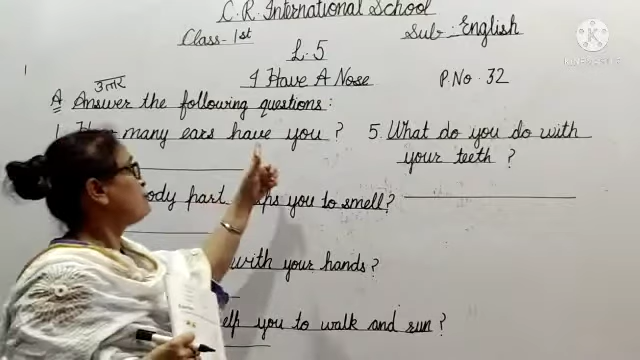 C.R. International School
Class-1st
Sub: English
L.5
I Have A Nose
P.No. 32
उत्तर
A Answer the following questions:
1. How many ears have you?
body part helps you to smell?
with your hands?
help you to walk and run?
5. What do you do with
your teeth?